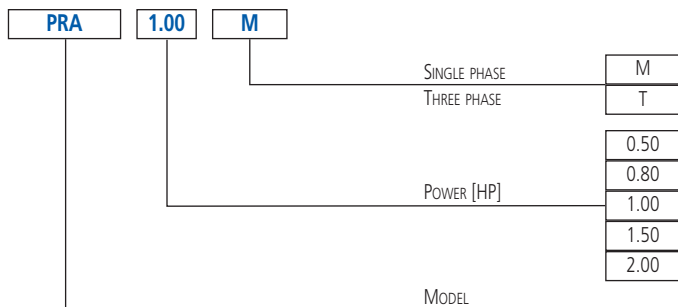 PRA 1.00 M
SINGLE PHASE M
THREE PHASE T
0.50
0.80
POWER [HP] 1.00
1.50
2.00
MODEL